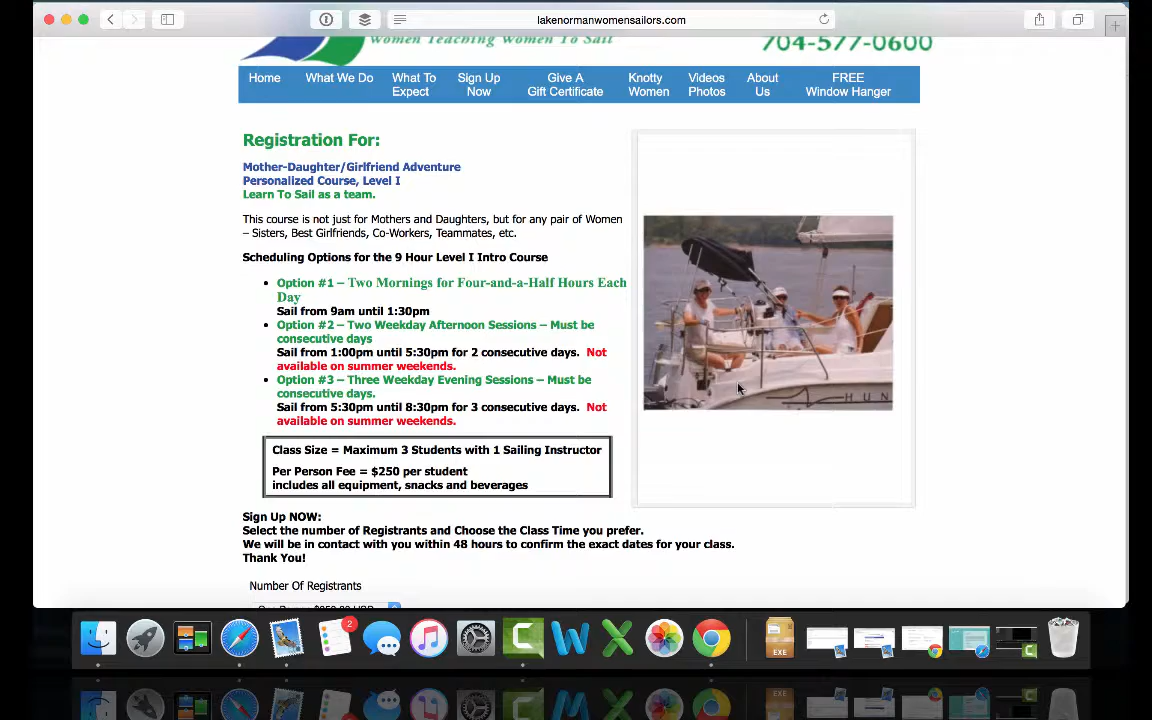 lakenormanwomensailors.com
Women Teaching Women To Sail
704-577-0600
Home
What We Do
What To
Expect
Sign Up
Now
Give A
Gift Certificate
Knotty
Women
Videos
Photos
About
Us
FREE
Window Hanger
Registration For:
Mother-Daughter/Girlfriend Adventure
Personalized Course, Level I
Learn To Sail as a team.
This course is not just for Mothers and Daughters, but for any pair of Women
– Sisters, Best Girlfriends, Co-Workers, Teammates, etc.
Scheduling Options for the 9 Hour Level I Intro Course
• Option #1 – Two Mornings for Four-and-a-Half Hours Each
Day
Sail from 9am until 1:30pm
• Option #2 – Two Weekday Afternoon Sessions – Must be
consecutive days
Sail from 1:00pm until 5:30pm for 2 consecutive days. Not
available on summer weekends.
• Option #3 – Three Weekday Evening Sessions – Must be
consecutive days.
Sail from 5:30pm until 8:30pm for 3 consecutive days. Not
available on summer weekends.
Class Size = Maximum 3 Students with 1 Sailing Instructor
Per Person Fee = $250 per student
includes all equipment, snacks and beverages
HUN
Sign Up NOW:
Select the number of Registrants and Choose the Class Time you prefer.
We will be in contact with you within 48 hours to confirm the exact dates for your class.
Thank You!
Number Of Registrants
One Person $250.00 USD
2
EXE